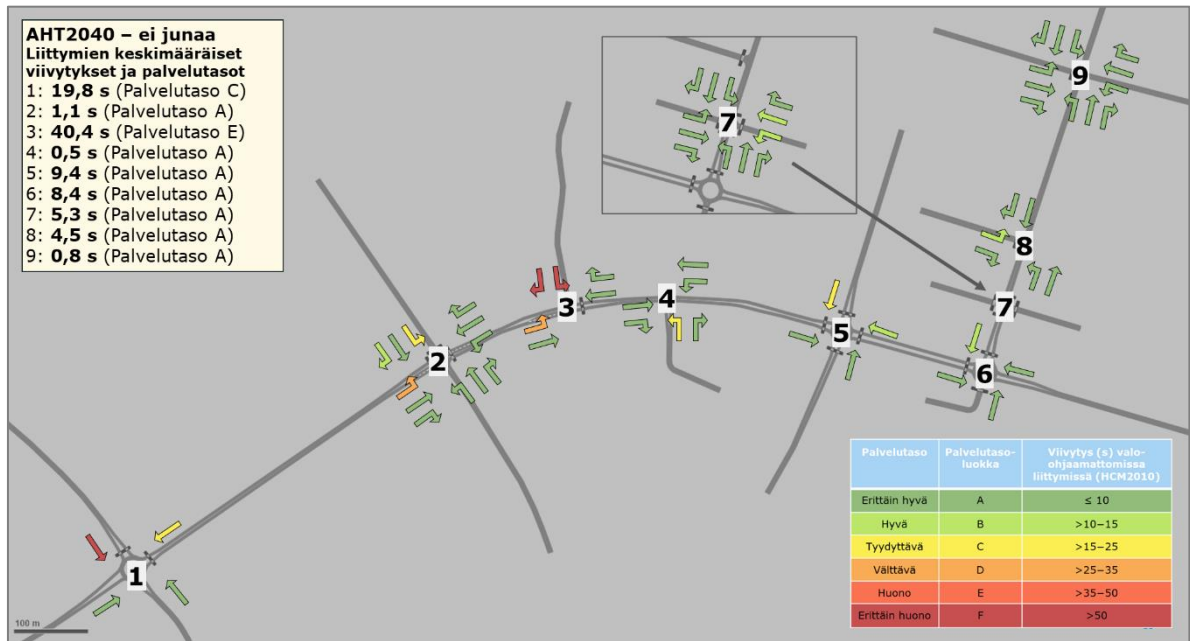 AHT2040 – ei junaa
Liittymien keskimääräiset
viivytykset ja palvelutasot
1: 19,8 s (Palvelutaso C)
2: 1,1 s (Palvelutaso A)
3: 40,4 s (Palvelutaso E)
4: 0,5 s (Palvelutaso A)
5: 9,4 s (Palvelutaso A)
6: 8,4 s (Palvelutaso A)
7: 5,3 s (Palvelutaso A)
8: 4,5 s (Palvelutaso A)
9: 0,8 s (Palvelutaso A)
9
7
8
7
3
4
5
2
6
1
100 m
Palvelutaso Palvelutaso- Viivytys (s) valo-
luokka ohjaamattomissa
liittymissä (HCM2010)
Erittäin hyvä A ≤ 10
Hyvä B >10−15
Tyydyttävä C >15−25
Välttävä D >25−35
Huono E >35−50
Erittäin huono F >50